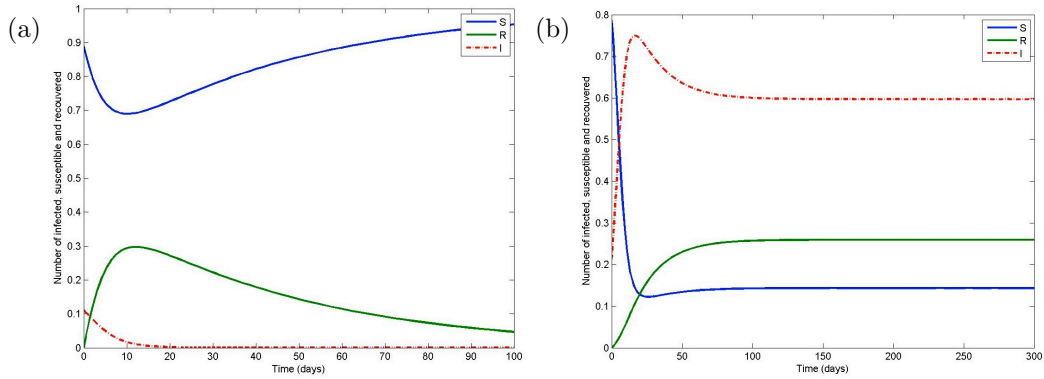 (a)
Number of infected, susceptible and recouvered
1
0.9
0.8
0.7
0.6
0.5
0.4
0.3
0.2
0.1
0
0 10 20 30 40 50 60 70 80 90 100
Time (days)
S
R
I
(b)
Number of infected, susceptible and recouvered
0.8
0.7
0.6
0.5
0.4
0.3
0.2
0.1
0
0 50 100 150 200 250 300
Time (days)
S
R
I